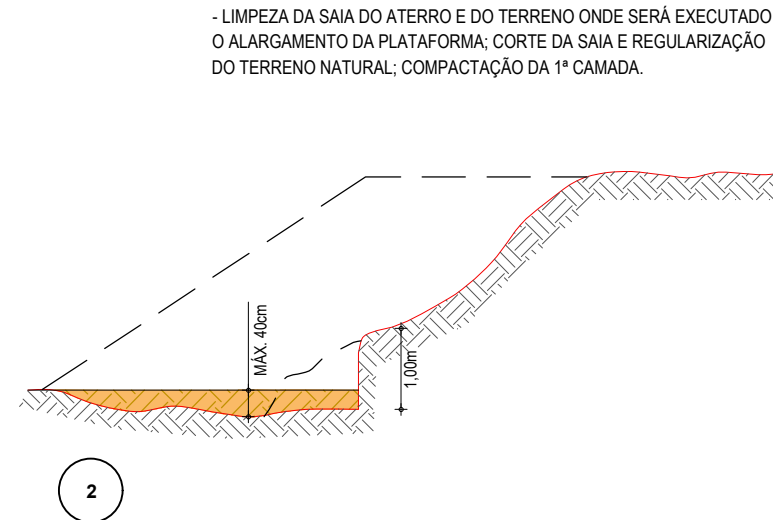 - LIMPEZA DA SAIA DO ATERRO E DO TERRENO ONDE SERÁ EXECUTADO
O ALARGAMENTO DA PLATAFORMA; CORTE DA SAIA E REGULARIZAÇÃO
DO TERRENO NATURAL; COMPACTAÇÃO DA 1ª CAMADA.
MÁX. 40cm
1,00m
2